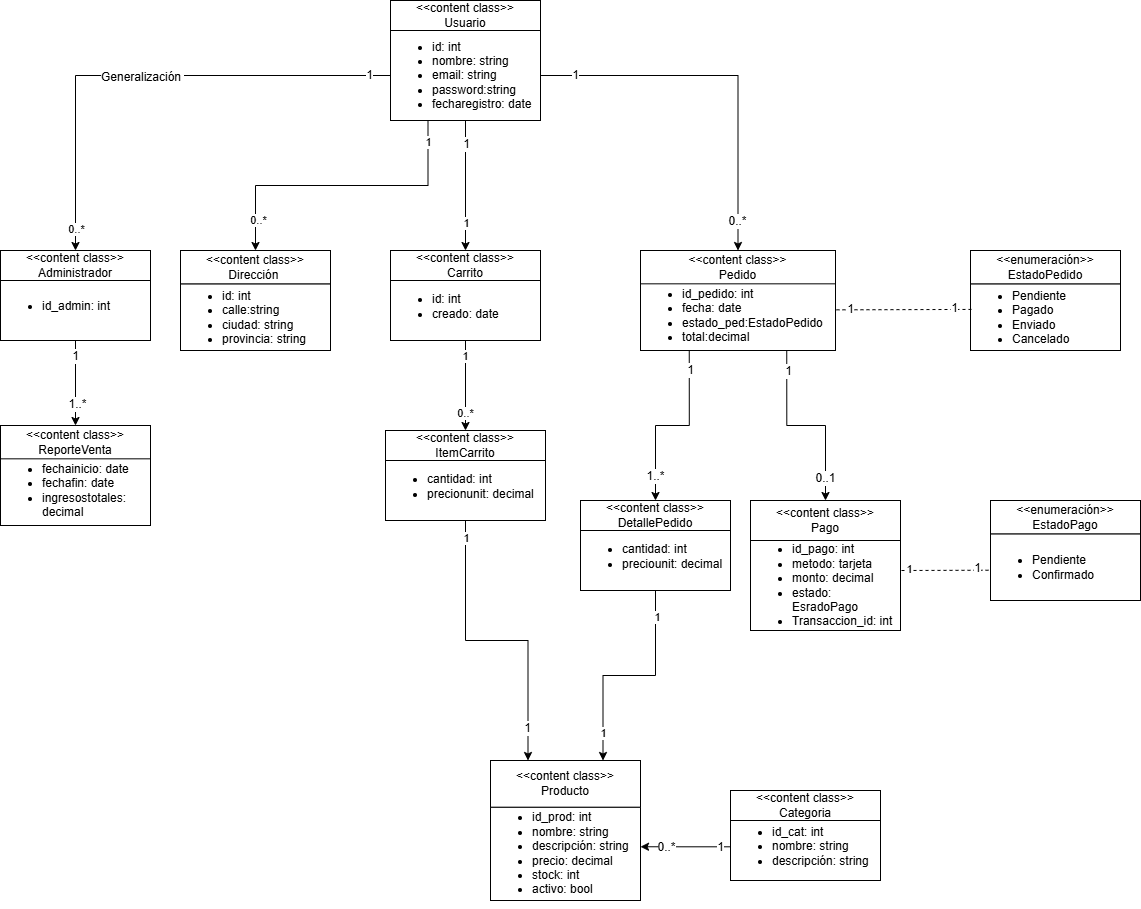 <<content class>>
Usuario
id: int
nombre: string
email: string
password:string
fecharegistro: date
Generalización
1
1
1
1
0..*
0..*
1
0..*
<<content class>>
Administrador
id_admin: int
<<content class>>
Dirección
id: int
calle:string
ciudad: string
provincia: string
<<content class>>
Carrito
id: int
creado: date
<<content class>>
Pedido
id_pedido: int
fecha: date
estado_ped:EstadoPedido
total:decimal
1
1
<<enumeración>>
EstadoPedido
Pendiente
Pagado
Enviado
Cancelado
1
1
1
1
1..*
0..*
1..*
0..1
<<content class>>
ReporteVenta
fechainicio: date
fechafin: date
ingresostotales:
decimal
<<content class>>
ItemCarrito
cantidad: int
precionunit: decimal
<<content class>>
DetallePedido
cantidad: int
preciounit: decimal
<<content class>>
Pago
id_pago: int
metodo: tarjeta
monto: decimal
estado:
EsradoPago
Transaccion_id: int
1
1
<<enumeración>>
EstadoPago
Pendiente
Confirmado
1
1
1
1
<<content class>>
Producto
id_prod: int
nombre: string
descripción: string
precio: decimal
stock: int
activo: bool
0..*
1
<<content class>>
Categoria
id_cat: int
nombre: string
descripción: string